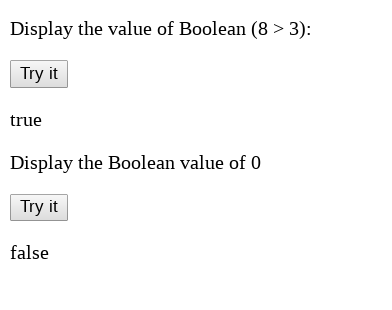 Display the value of Boolean (8 > 3):
Try it
true
Display the Boolean value of 0
Try it
false